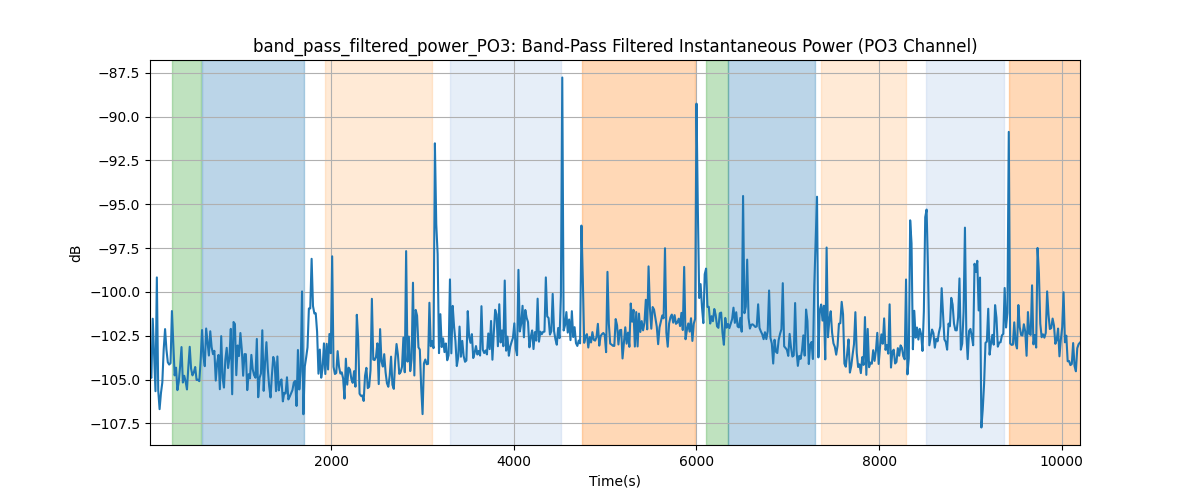 band_pass_filtered_power_PO3: Band-Pass Filtered Instantaneous Power (PO3 Channel)
−87.5
−90.0
−92.5
−95.0
−97.5
−100.0
−102.5
−105.0
−107.5
dB
2000 4000 6000 8000 10000
Time(s)